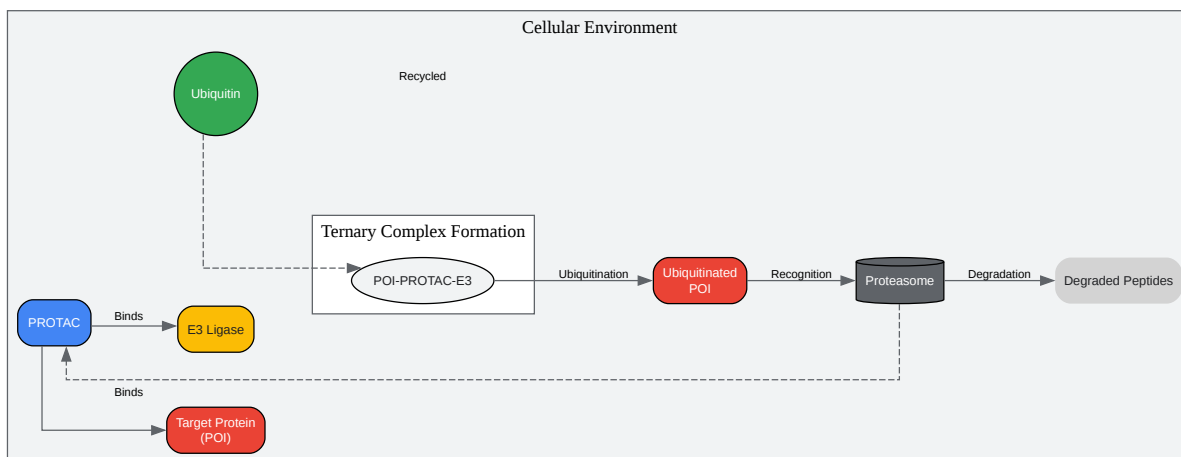 Cellular Environment
Recycled
Ubiquitin
Ternary Complex Formation
POI-PROTAC-E3
Ubiquitination
Ubiquitinated
POI
Recognition
Proteasome
Degradation
Degraded Peptides
PROTAC
Binds
E3 Ligase
Binds
Target Protein
(POI)